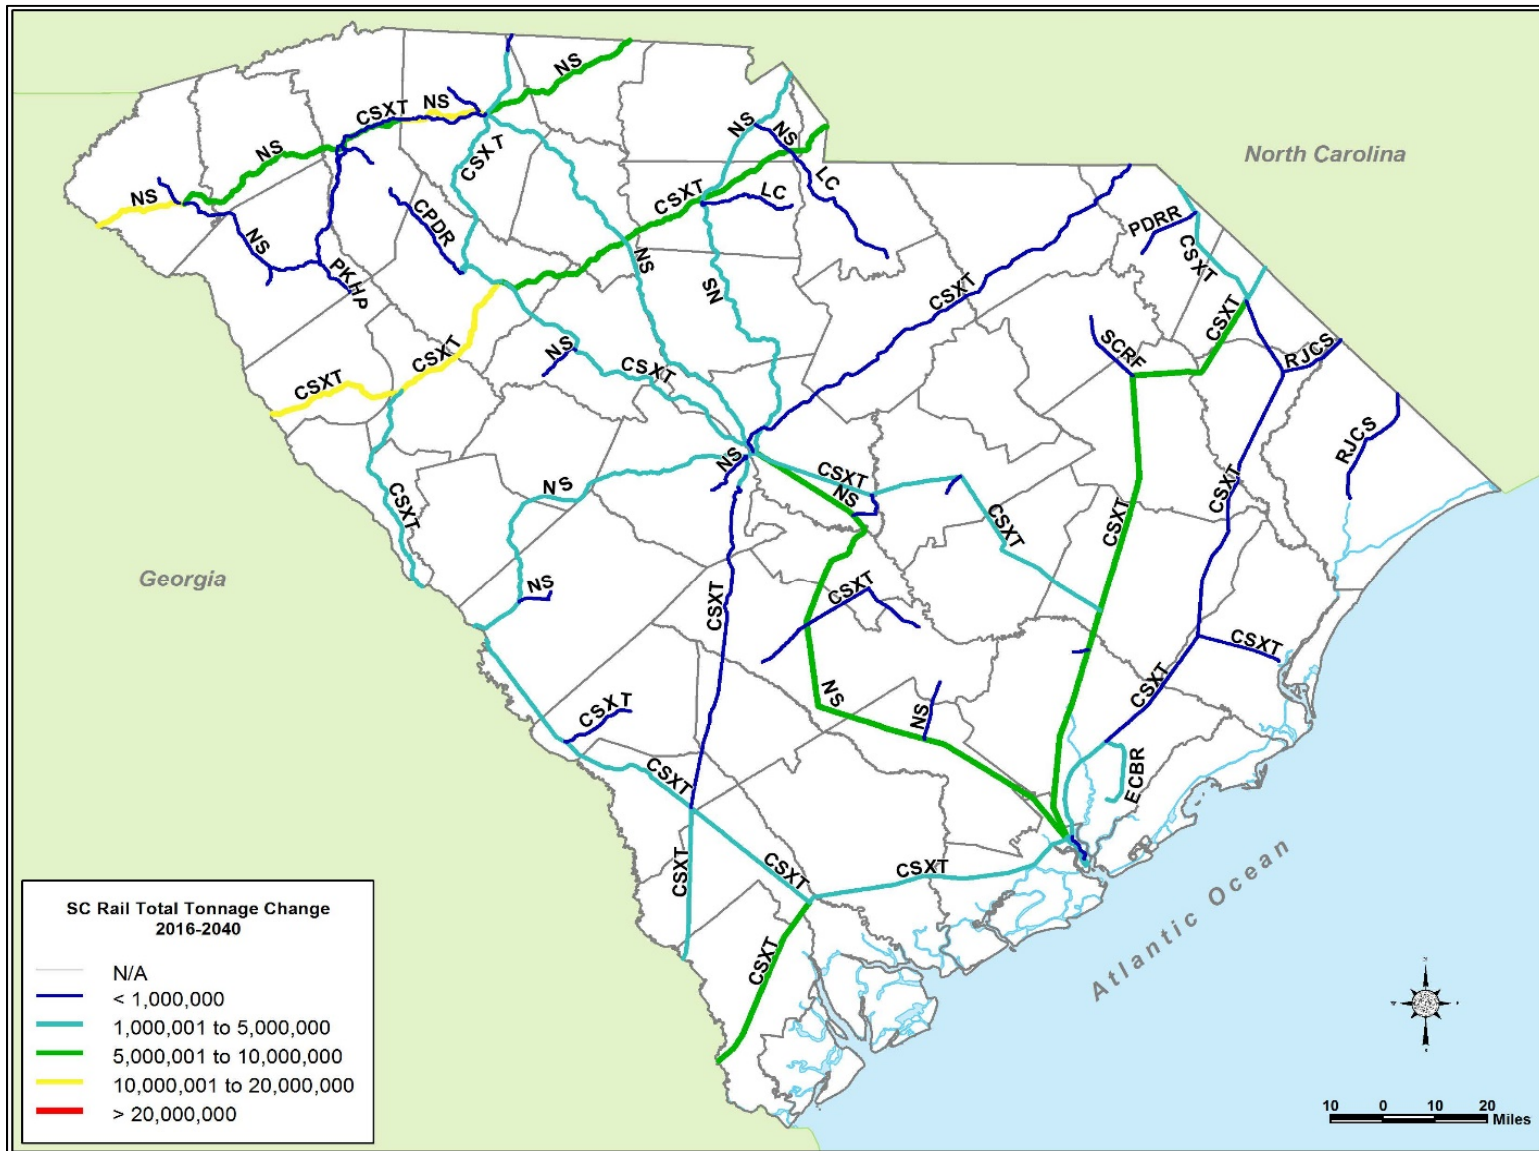 NS
NS
CSXT
NS
NS
NS
LC
North Carolina
CSXT
NS
CSXT
LC
NS
CPDR
PDRR
NS
PKHP
NS
CSXT
NS
CSXT
CSXT
CSXT
SCRF
RJCS
CSXT
NS
CSXT
CSXT
RJCS
NS
CSXT
NS
CSXT
CSXT
NS
CSXT
CSXT
Georgia
NS
CSXT
CSXT
CSXT
CSXT
NS
NS
CSXT
ECBR
CSXT
CSXT
CSXT
CSXT
CSXT
Atlantic Ocean
SC Rail Total Tonnage Change
2016-2040
N/A
< 1,000,000
1,000,001 to 5,000,000
5,000,001 to 10,000,000
10,000,001 to 20,000,000
> 20,000,000
10 0 10 20
Miles